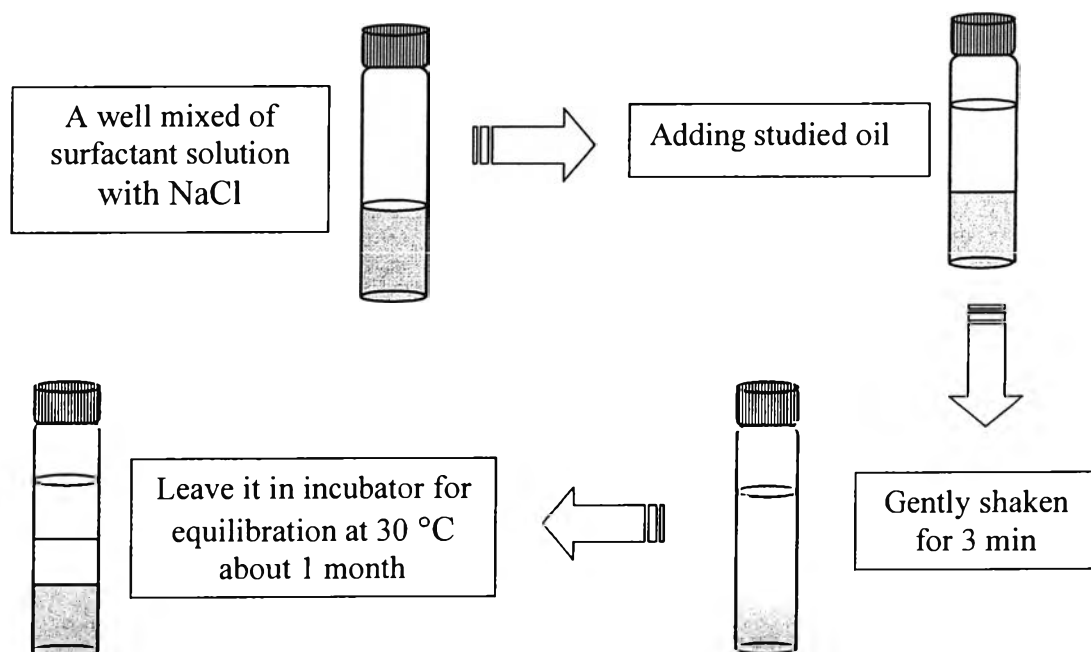 A well mixed of
surfactant solution
with NaCl
Adding studied oil
Gently shaken
for 3 min
Leave it in incubator for
equilibration at 30 °C
about 1 month